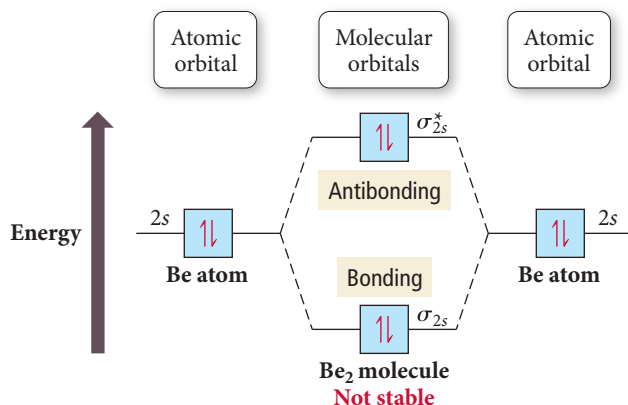 Atomic
orbital
Molecular
orbitals
Atomic
orbital
σ*2s
Antibonding
Energy
2s
Be atom
2s
Be atom
Bonding
σ2s
Be2 molecule
Not stable